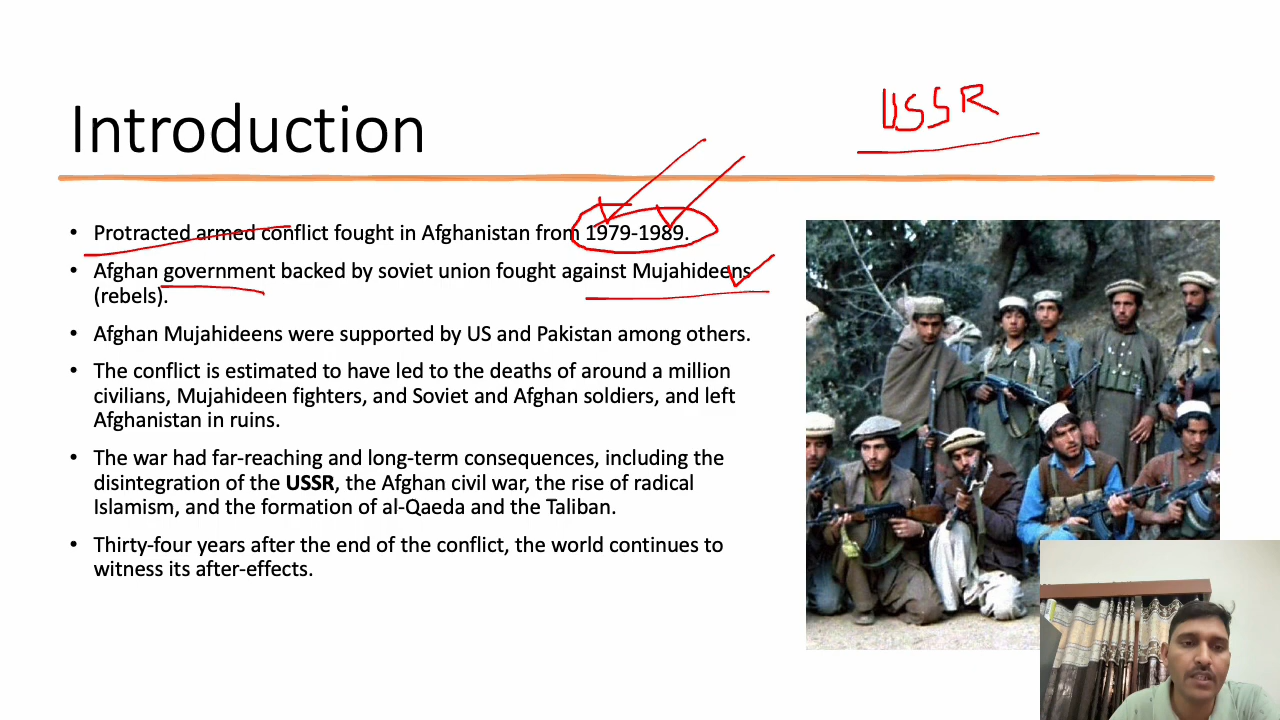 USSR
Introduction
• Protracted armed conflict fought in Afghanistan from 1979-1989.
• Afghan government backed by soviet union fought against Mujahideens
(rebels).
• Afghan Mujahideens were supported by US and Pakistan among others.
• The conflict is estimated to have led to the deaths of around a million
civilians, Mujahideen fighters, and Soviet and Afghan soldiers, and left
Afghanistan in ruins.
• The war had far-reaching and long-term consequences, including the
disintegration of the USSR, the Afghan civil war, the rise of radical
Islamism, and the formation of al-Qaeda and the Taliban.
• Thirty-four years after the end of the conflict, the world continues to
witness its after-effects.